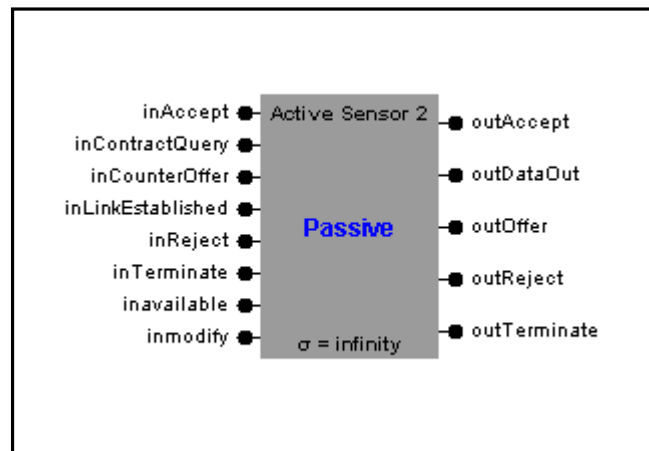 inAccept
inContractQuery
inCounterOffer
inLinkEstablished
inReject
inTerminate
inavailable
inmodify
Active Sensor 2
Passive
σ = infinity
outAccept
outDataOut
outOffer
outReject
outTerminate